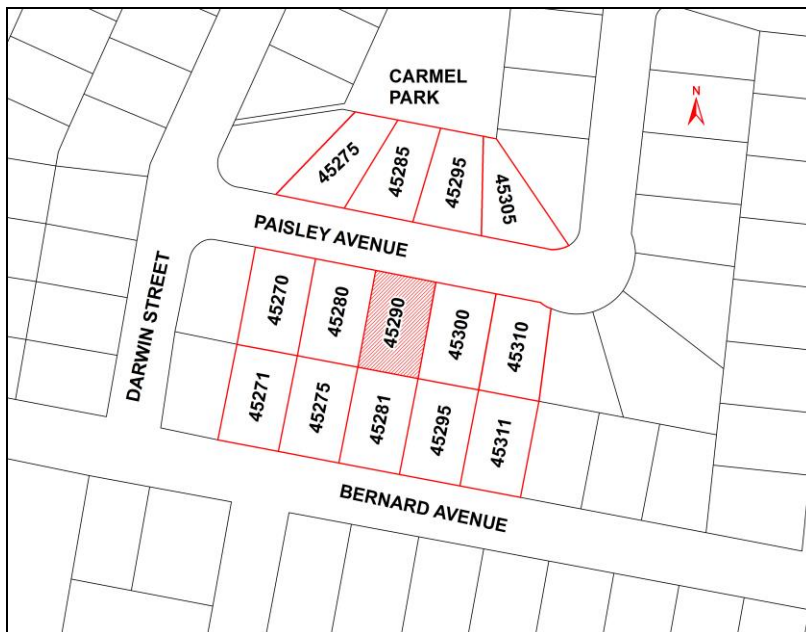 CARMEL
PARK
N
45275
45285
45295
45305
PAISLEY AVENUE
45270
45280
45290
45300
45310
DARWIN STREET
45271
45275
45281
45295
45311
BERNARD AVENUE